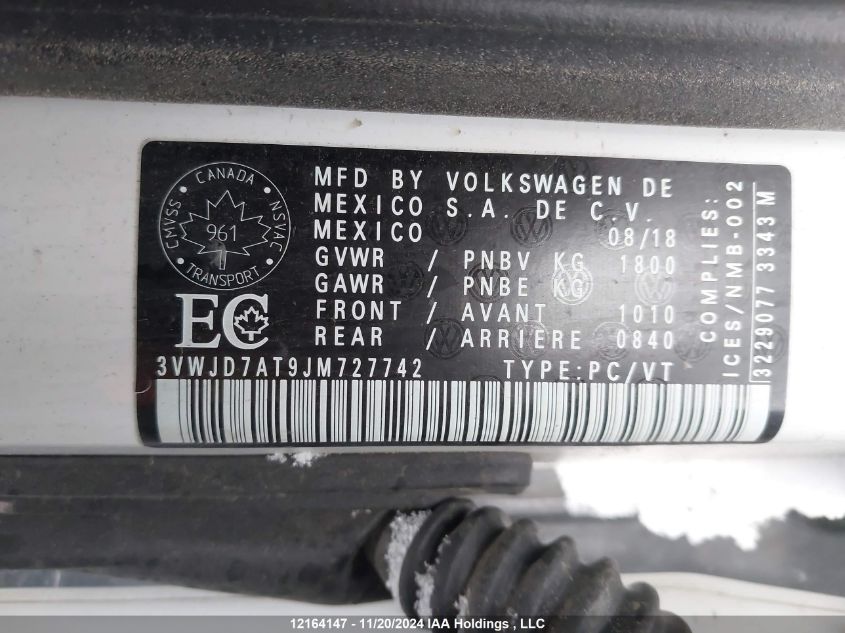 CANADA
CMVSS NSVAC
961
TRANSPORT
EC
MFD BY VOLKSWAGEN DE
MEXICO S.A. DE C.V.
MEXICO 08/18
GVWR / PNBV KG 1800
GAWR / PNBE KG
FRONT / AVANT 1010
REAR / ARRIERE 0840
3VWJD7AT9JM727742 TYPE:PC/VT
COMPLIES:
ICES/NMB-002
3229077 3343 M
12164147 - 11/20/2024 IAA Holdings , LLC